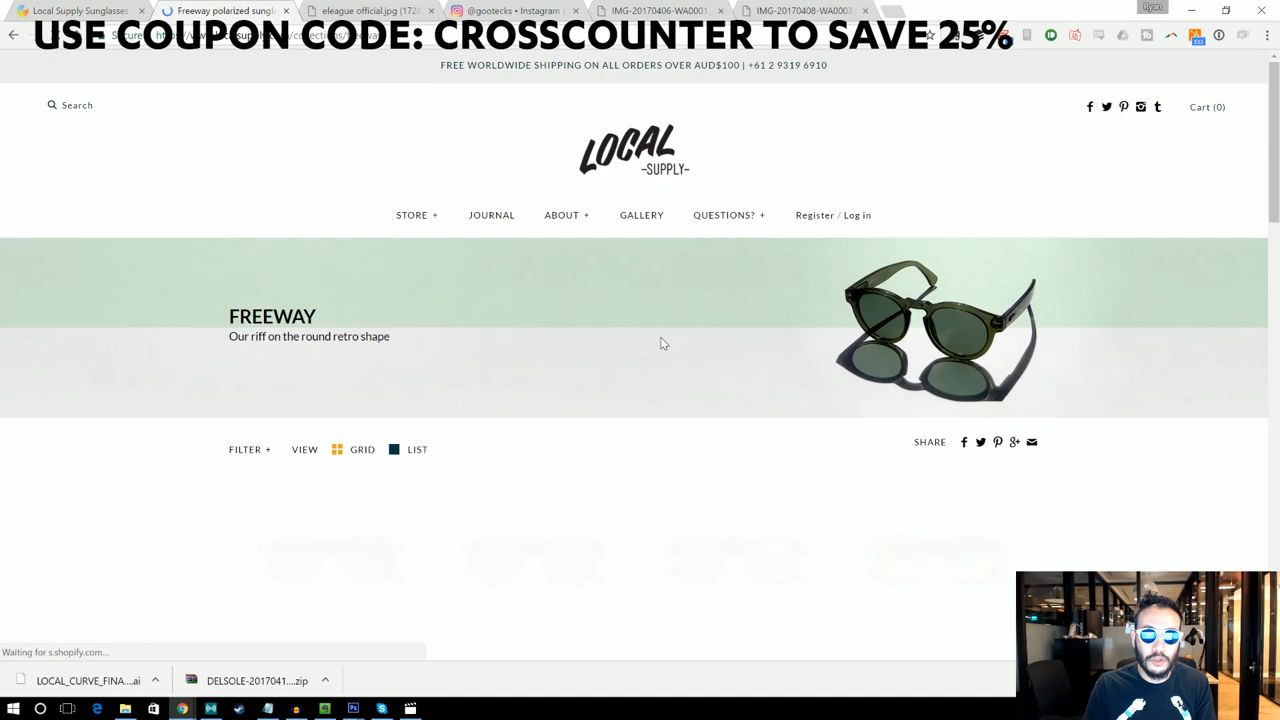 Local Supply Sunglasses
Freeway polarized sungla
eleague official.jpg (172
@gootecks • Instagram
IMG-20170406-WA0001
IMG-20170408-WA0003
Ryan
USE COUPON CODE: CROSSCOUNTER TO SAVE 25%
FREE WORLDWIDE SHIPPING ON ALL ORDERS OVER AUD$100 | +61 2 9319 6910
Search
Cart (0)
LOCAL
-SUPPLY-
STORE +
JOURNAL
ABOUT +
GALLERY
QUESTIONS? +
Register / Log in
FREEWAY
Our riff on the round retro shape
FILTER +
VIEW
GRID
LIST
SHARE
Waiting for s.shopify.com...
LOCAL_CURVE_FINA....ai
DELSOLE-2017041....zip